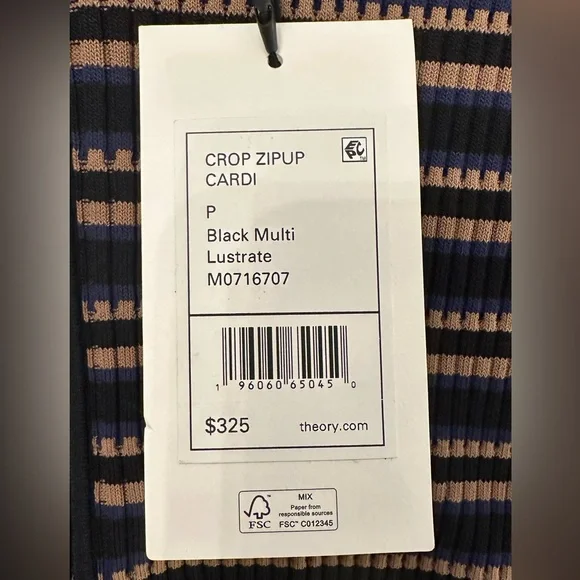 CROP ZIPUP
CARDI
P
Black Multi
Lustrate
M0716707
1 96060 65045 0
$325 theory.com
FSC
MIX
Paper from
responsible sources
FSC™ C012345